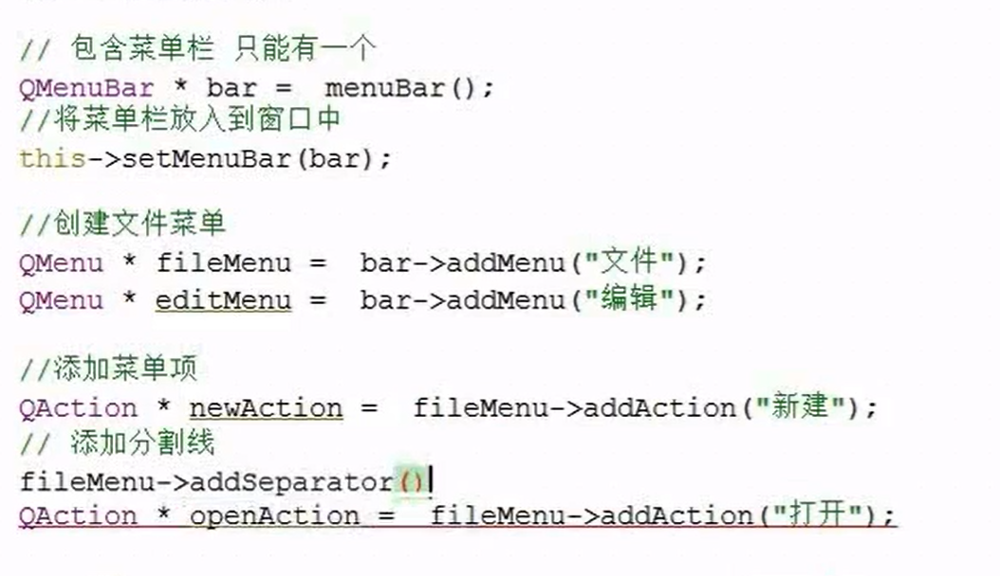 // 包含菜单栏 只能有一个
QMenuBar * bar =  menuBar();
//将菜单栏放入到窗口中
this->setMenuBar(bar);
//创建文件菜单
QMenu * fileMenu =  bar->addMenu("文件");
QMenu * editMenu =  bar->addMenu("编辑");
//添加菜单项
QAction * newAction =  fileMenu->addAction("新建");
// 添加分割线
fileMenu->addSeparator()
QAction * openAction =  fileMenu->addAction("打开");